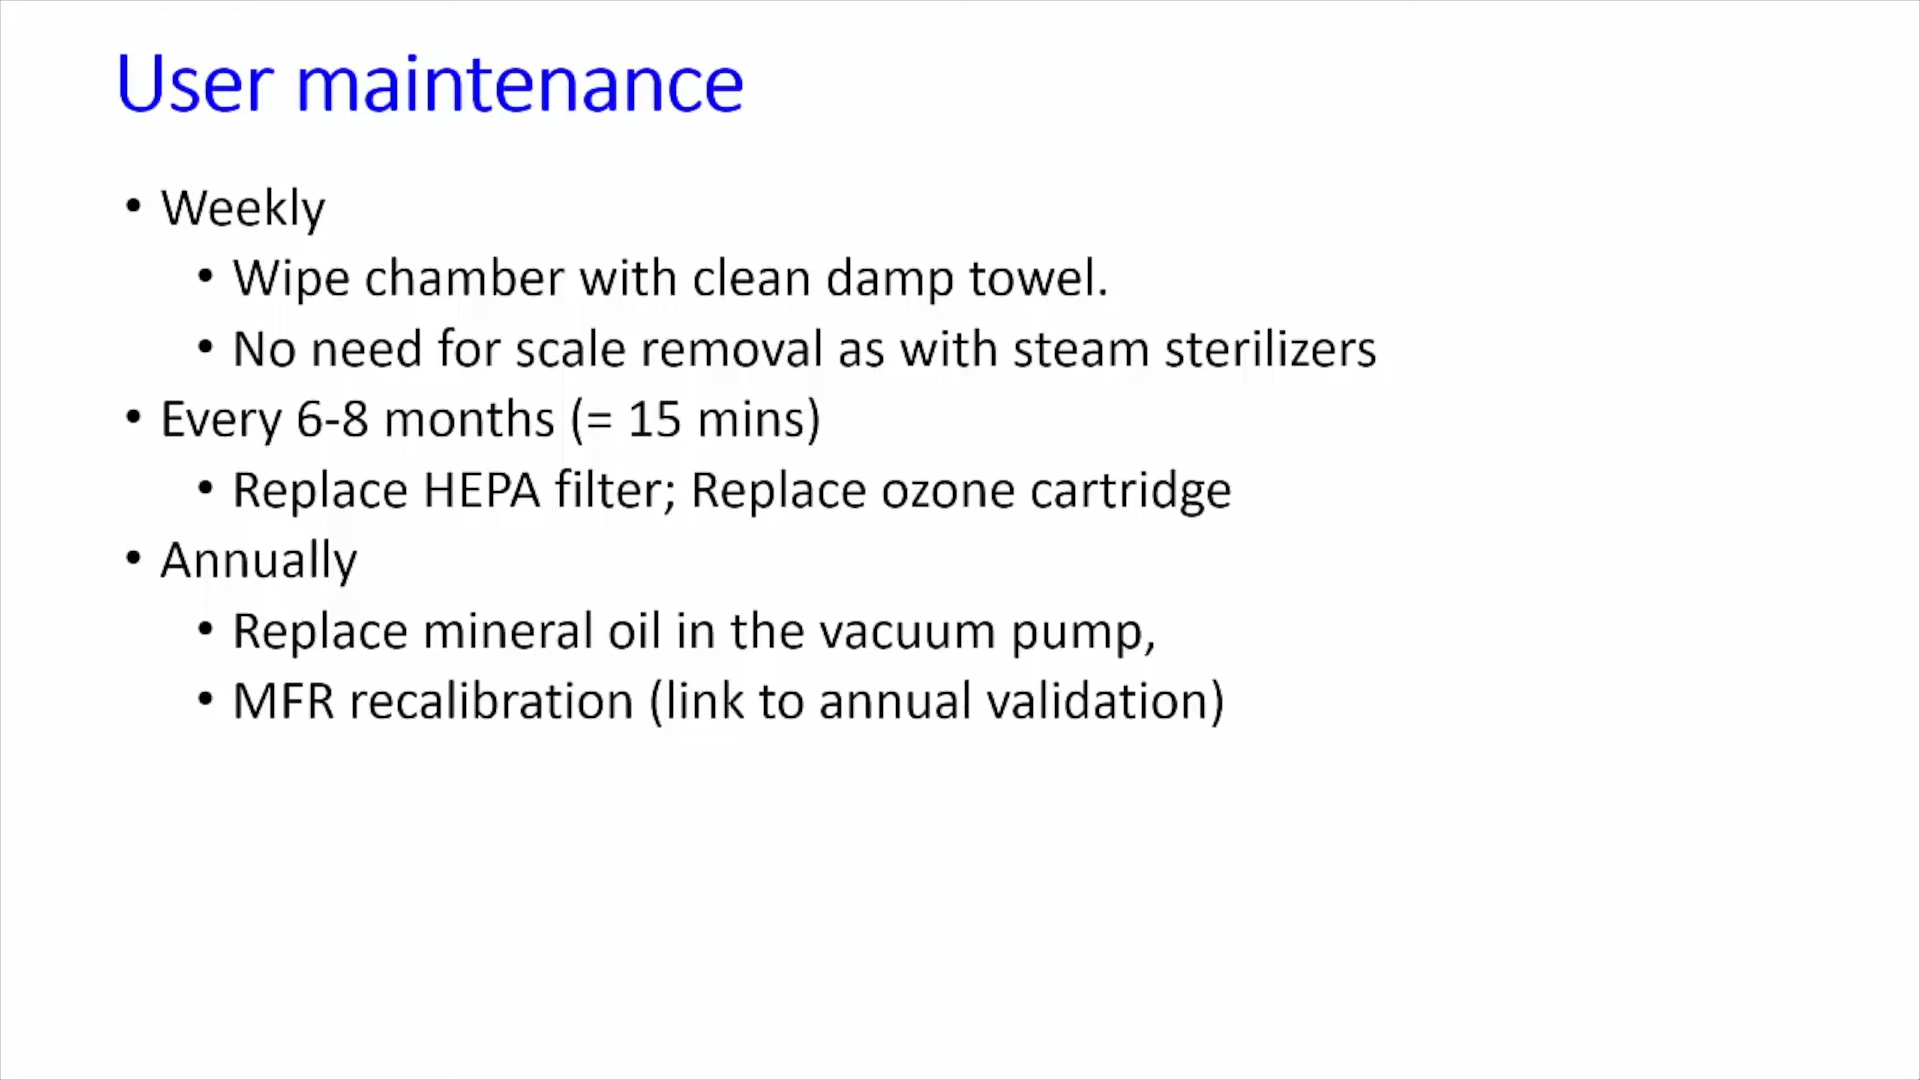 User maintenance
• Weekly
• Wipe chamber with clean damp towel.
• No need for scale removal as with steam sterilizers
• Every 6-8 months (= 15 mins)
• Replace HEPA filter; Replace ozone cartridge
• Annually
• Replace mineral oil in the vacuum pump,
• MFR recalibration (link to annual validation)